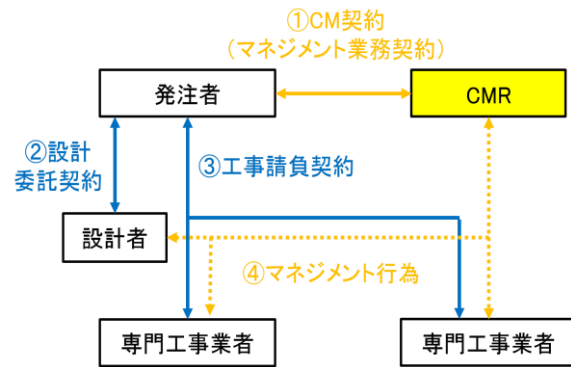 ①CM契約
(マネジメント業務契約)
発注者
CMR
②設計
委託契約
③工事請負契約
設計者
④マネジメント行為
専門工事業者
専門工事業者